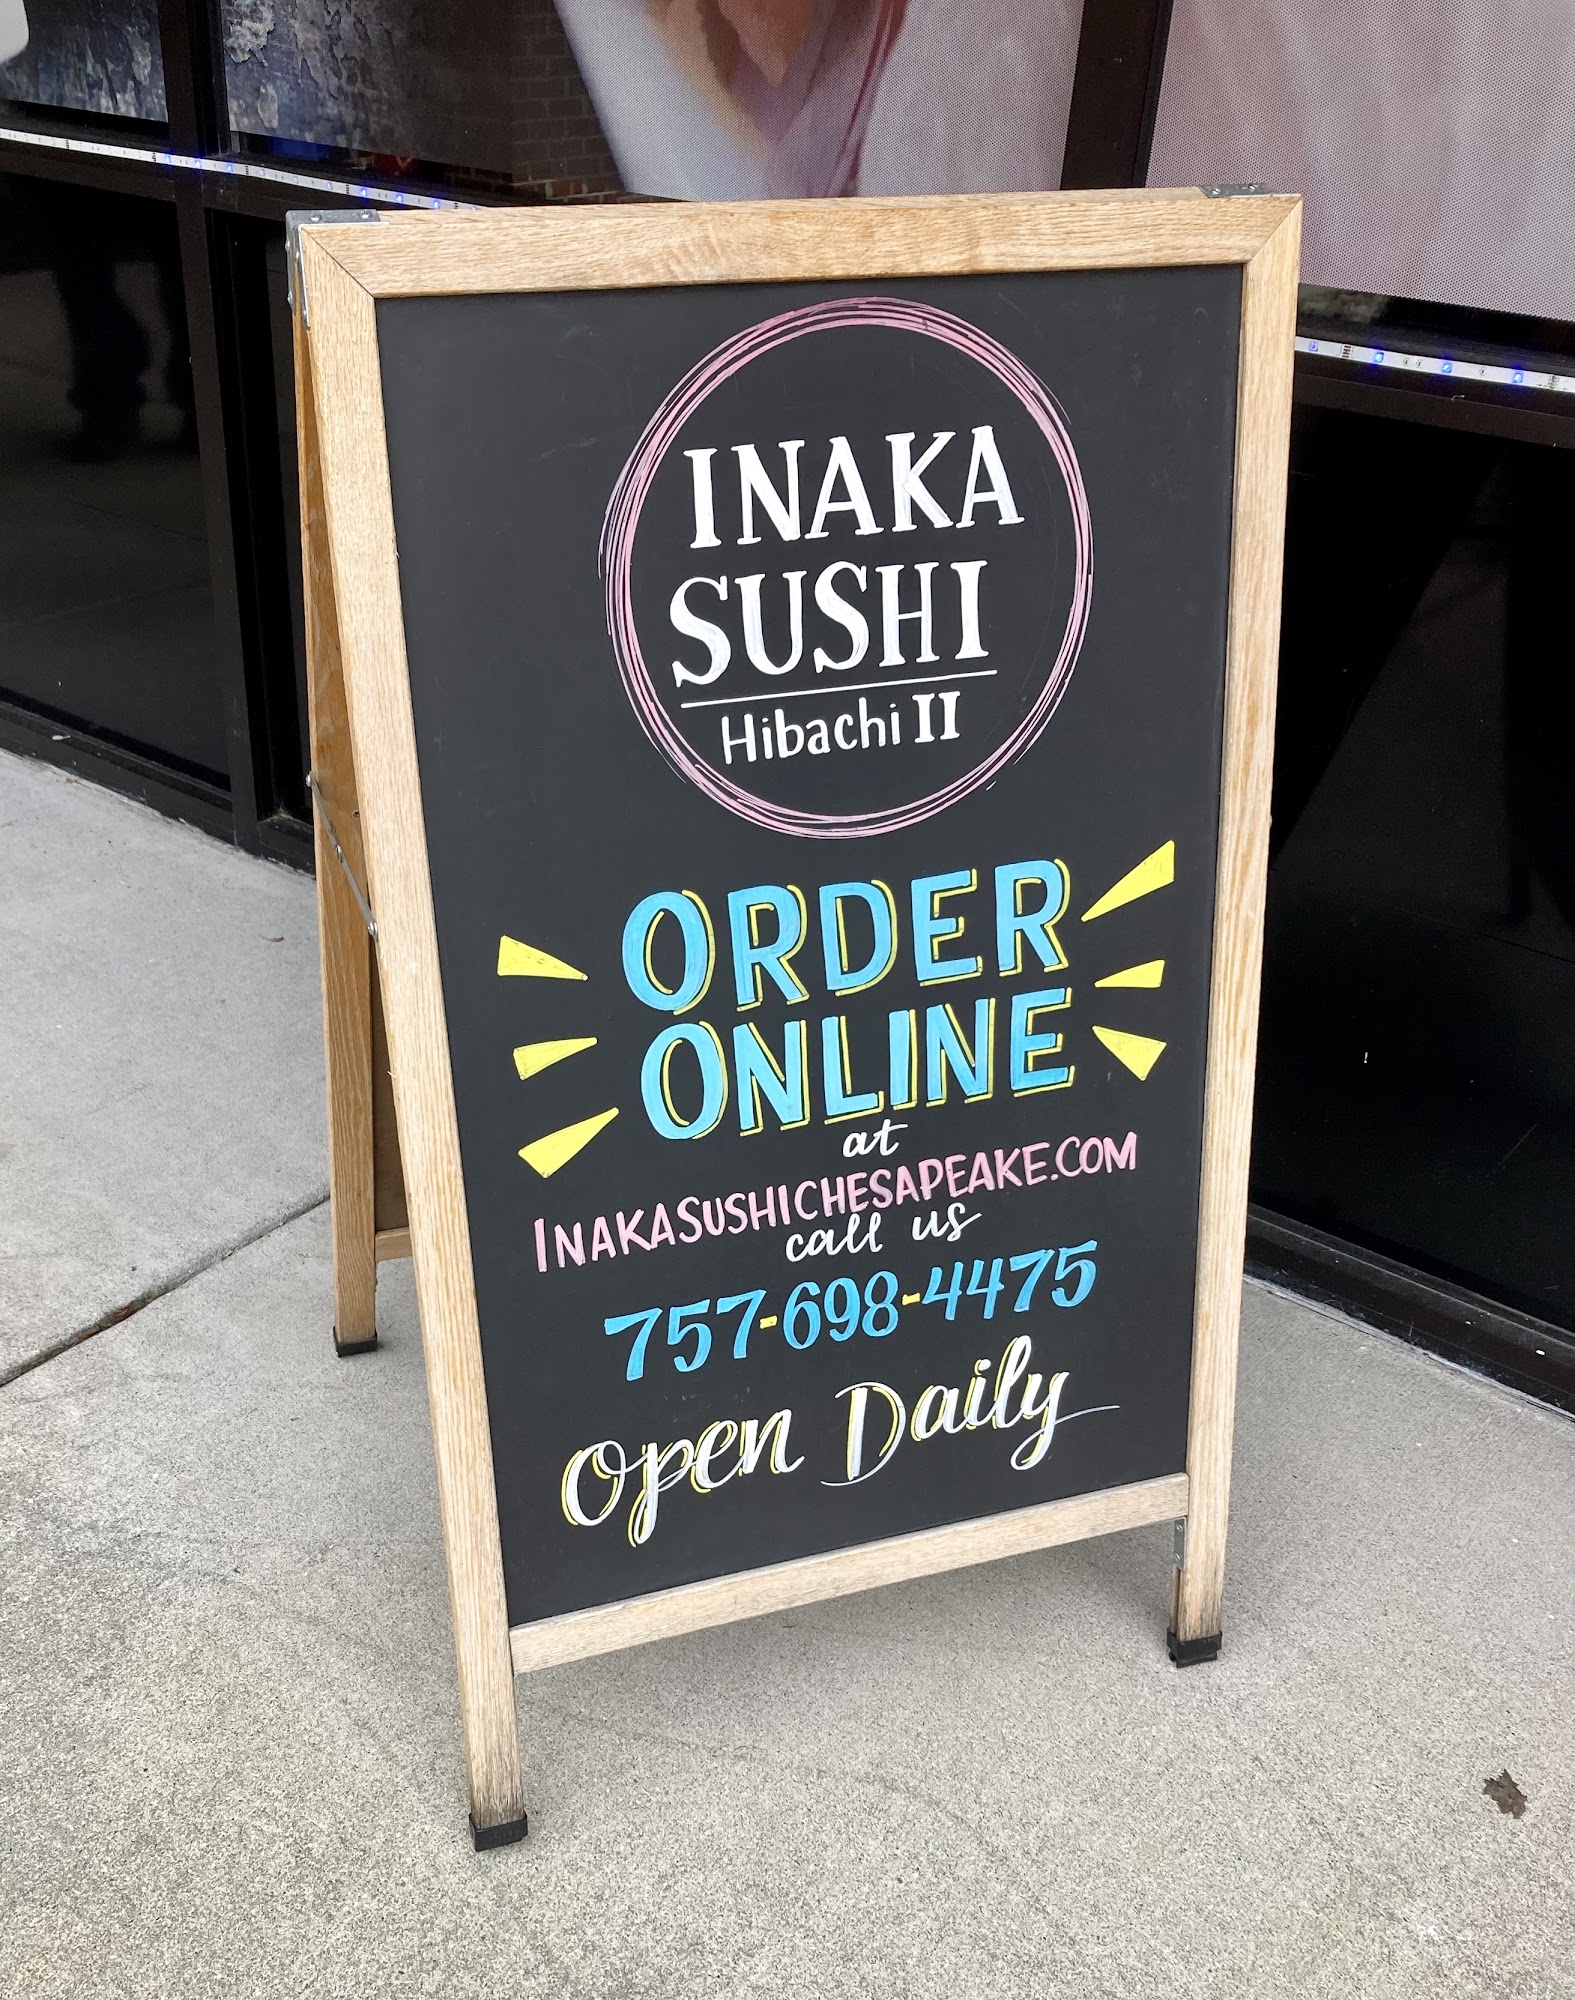 INAKA
SUSHI
Hibachi II
ORDER
ONLINE
at
INAKASUSHICHESAPEAKE.COM
call us
757-698-4475
Open Daily